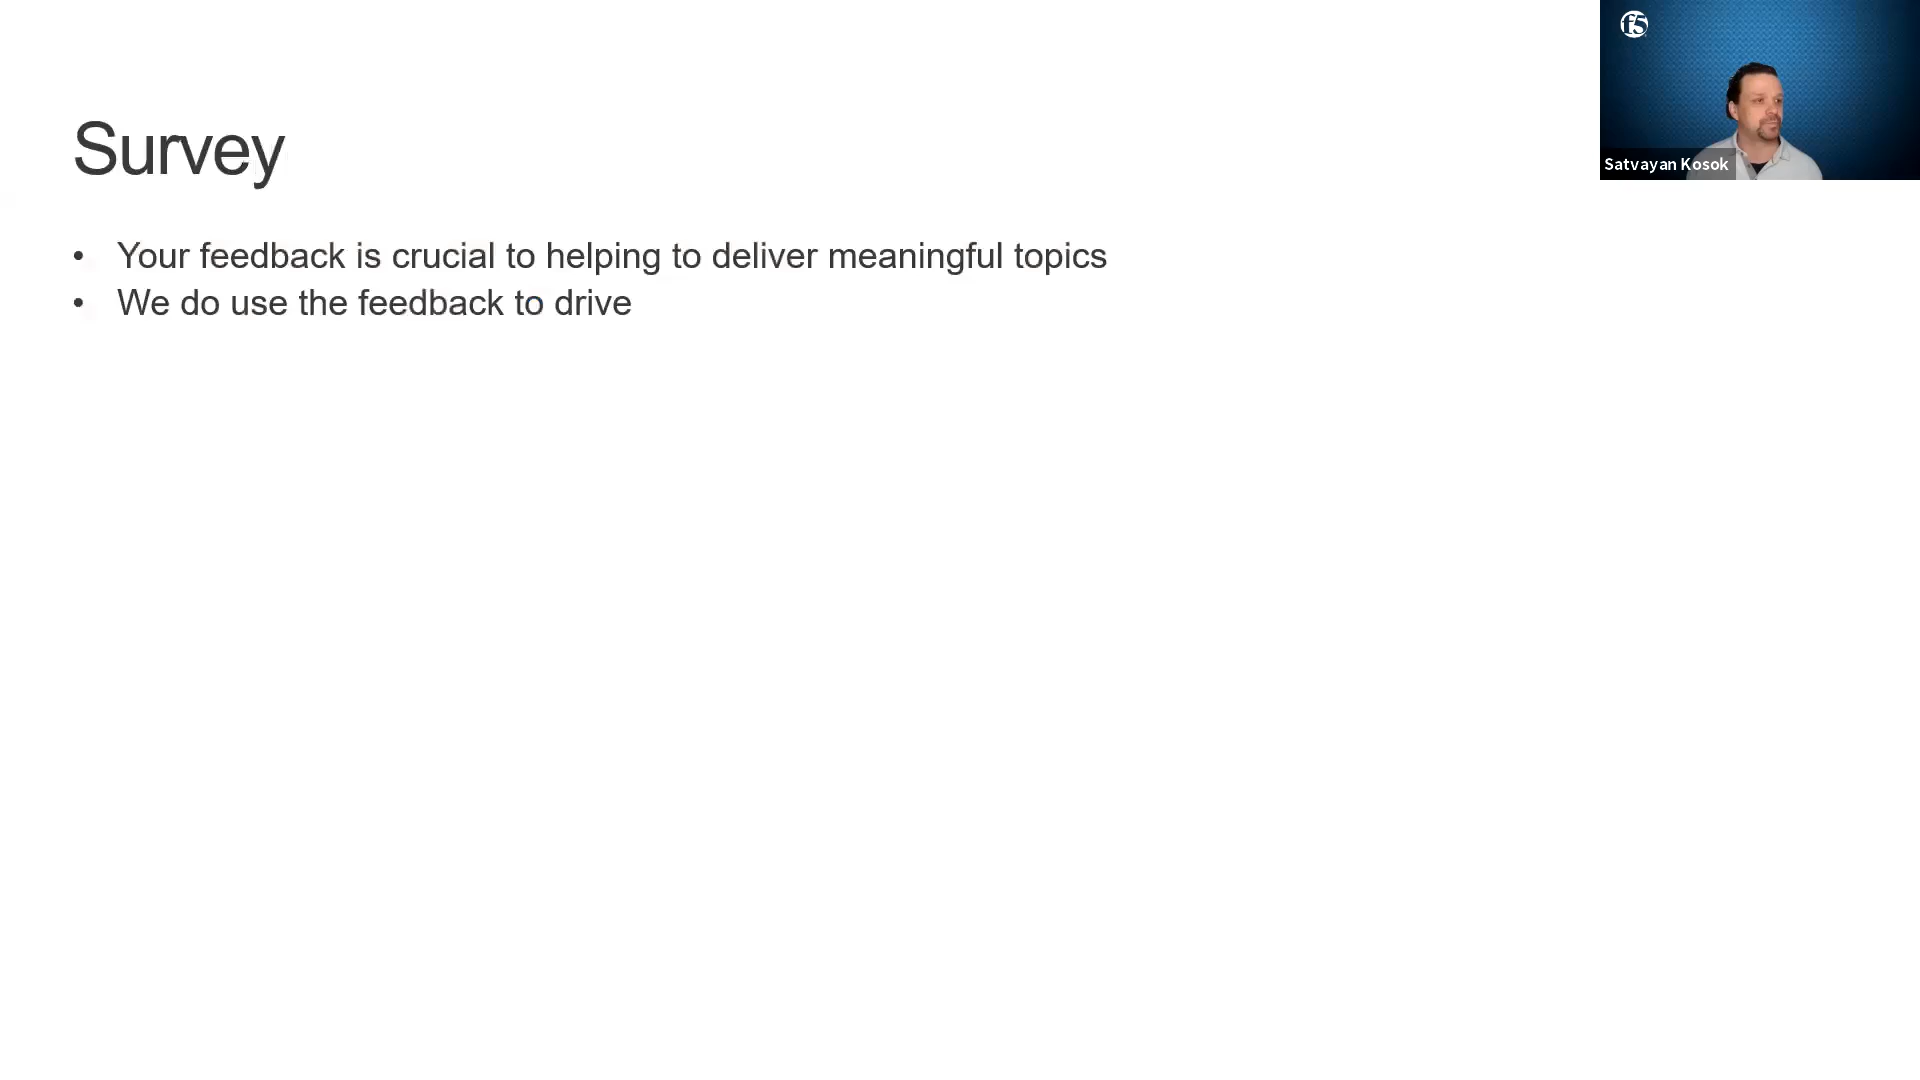 f5
Satvayan Kosok
Survey
• Your feedback is crucial to helping to deliver meaningful topics
• We do use the feedback to drive